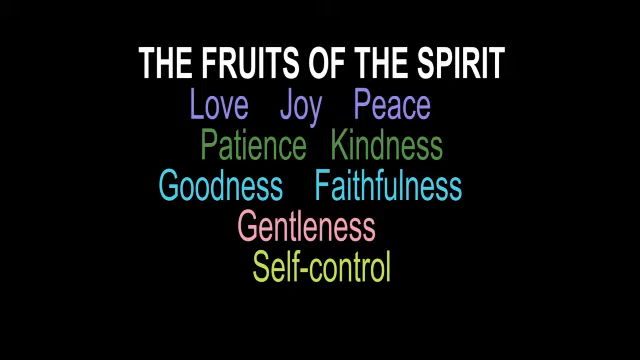 THE FRUITS OF THE SPIRIT
Love Joy Peace
Patience Kindness
Goodness Faithfulness
Gentleness
Self-control